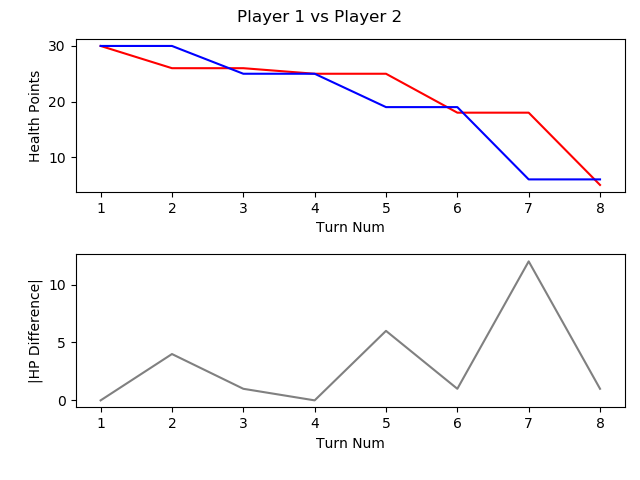 Player 1 vs Player 2
30
20
10
Health Points
1 2 3 4 5 6 7 8
Turn Num
10
5
0
|HP Difference|
1 2 3 4 5 6 7 8
Turn Num